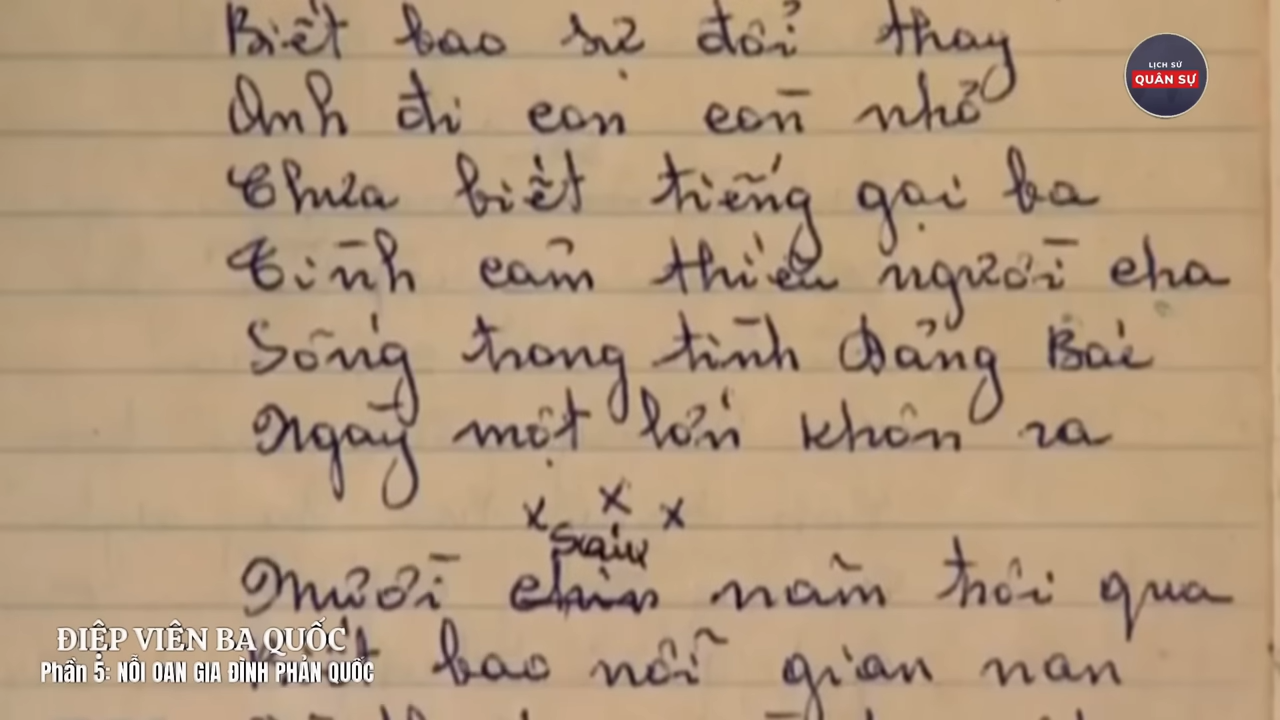 Biết bao sự đổi thay
LỊCH SỬ
QUÂN SỰ
Anh đi con còn nhỏ
Chưa biết tiếng gọi ba
Tình cảm thiếu người cha
Sống trong tình Đảng Bác
Ngày một lớn khôn ra
x x x
sáu
Mười chín năm trôi qua
ĐIỆP VIÊN BA QUỐC
bao nỗi gian nan
Phần 5: NỖI OAN GIA ĐÌNH PHẢN QUỐC